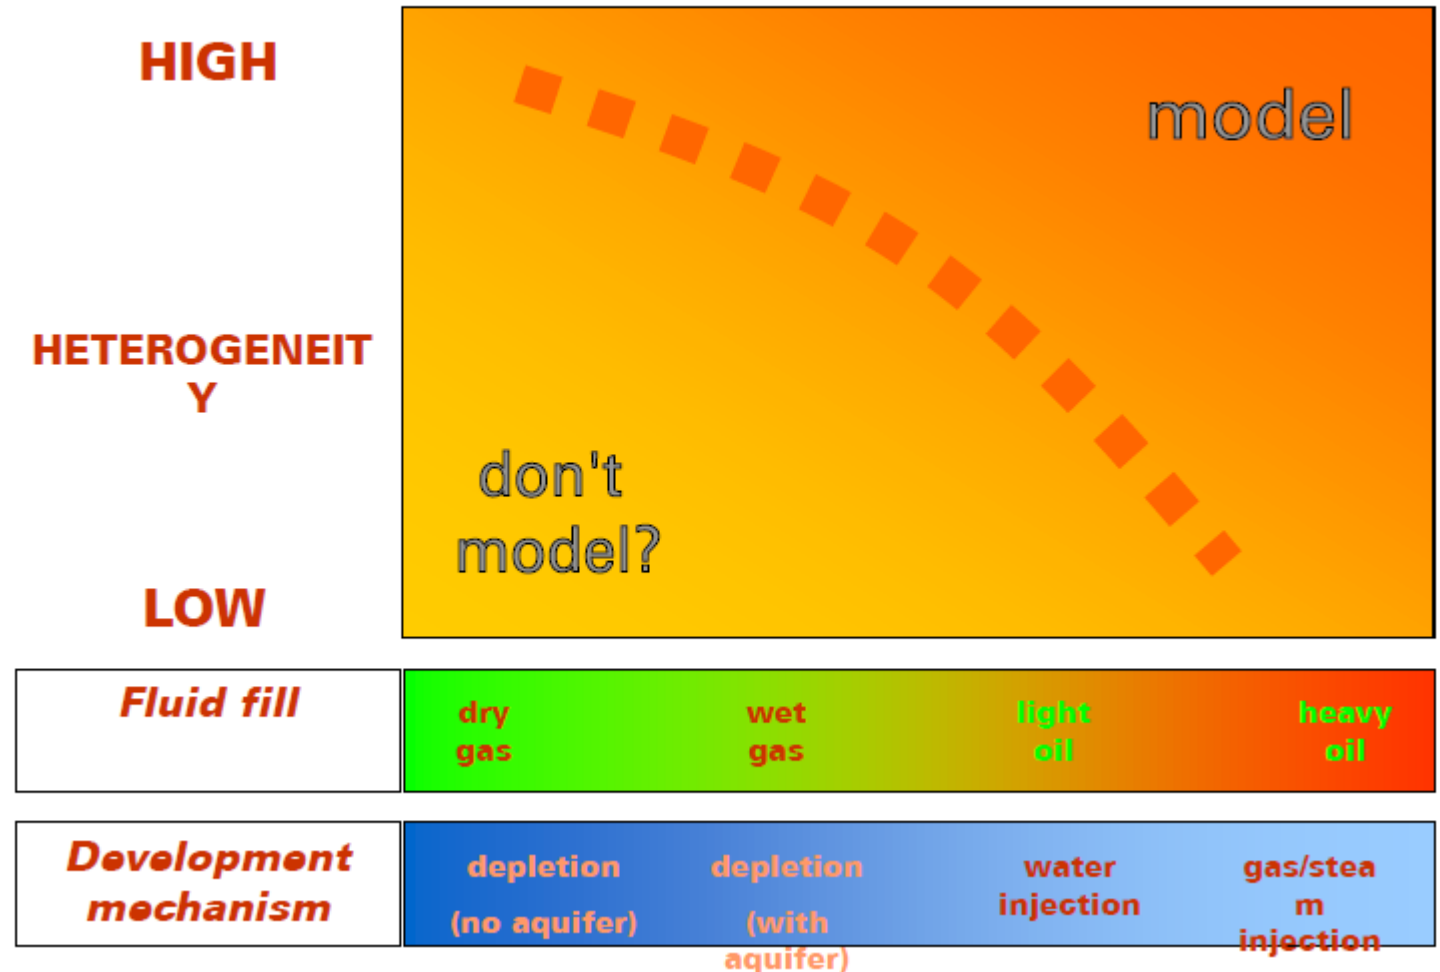 HIGH
model
HETEROGENEIT
Y
don't
model?
LOW
Fluid fill
dry
gas
wet
gas
light
oil
heavy
oil
Development
mechanism
depletion
(no aquifer)
depletion
(with
aquifer)
water
injection
gas/stea
m
injection